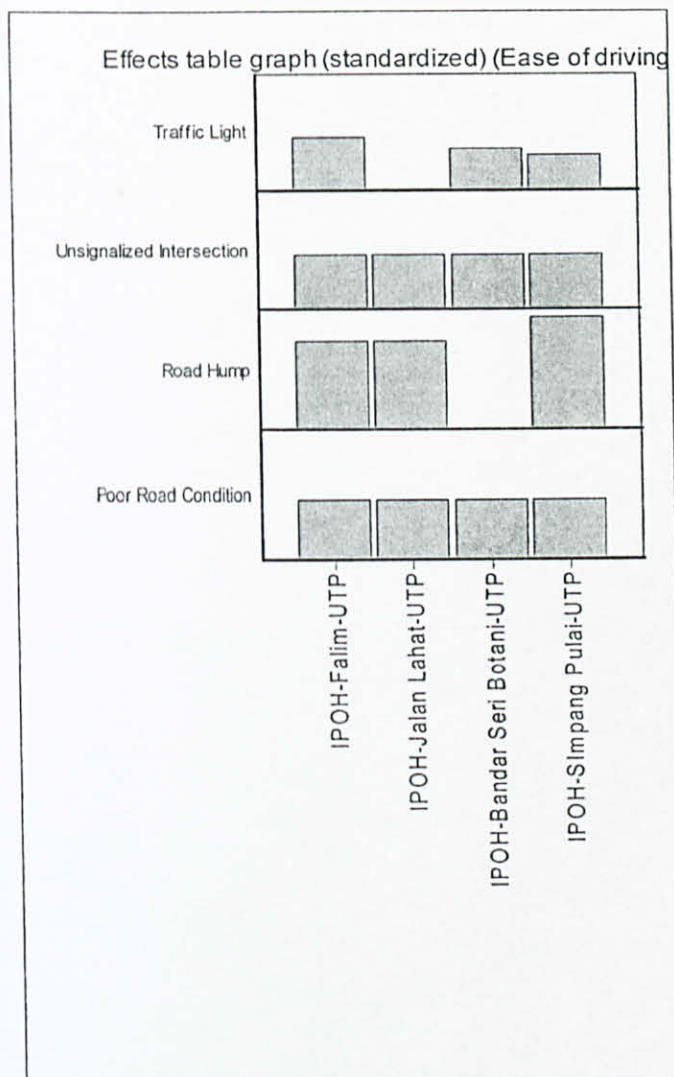 Effects table graph (standardized) (Ease of driving
Traffic Light
Unsignalized Intersection
Road Hump
Poor Road Condition
IPOH-Falim-UTP
IPOH-Jalan Lahat-UTP
IPOH-Bandar Seri Botani-UTP
IPOH-SImpang Pulai-UTP